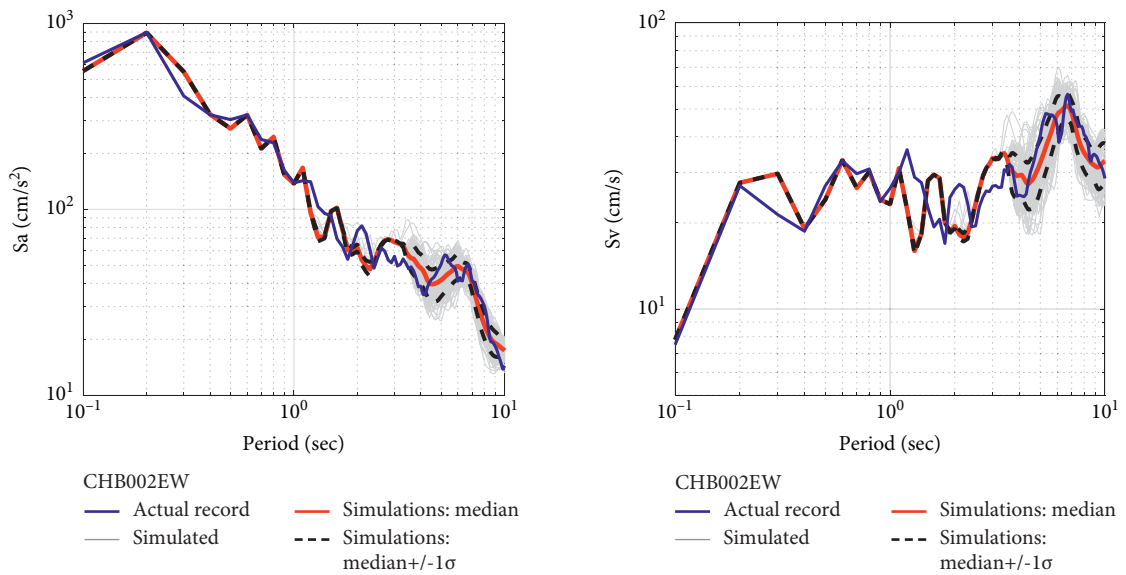 10³
Sa (cm/s²)
10²
10¹
10⁻¹
10⁰
10¹
Period (sec)
CHB002EW
Actual record
Simulations: median
Simulated
Simulations:
median+/-1σ
10²
Sv (cm/s)
10¹
10⁻¹
10⁰
10¹
Period (sec)
CHB002EW
Actual record
Simulations: median
Simulated
Simulations:
median+/-1σ